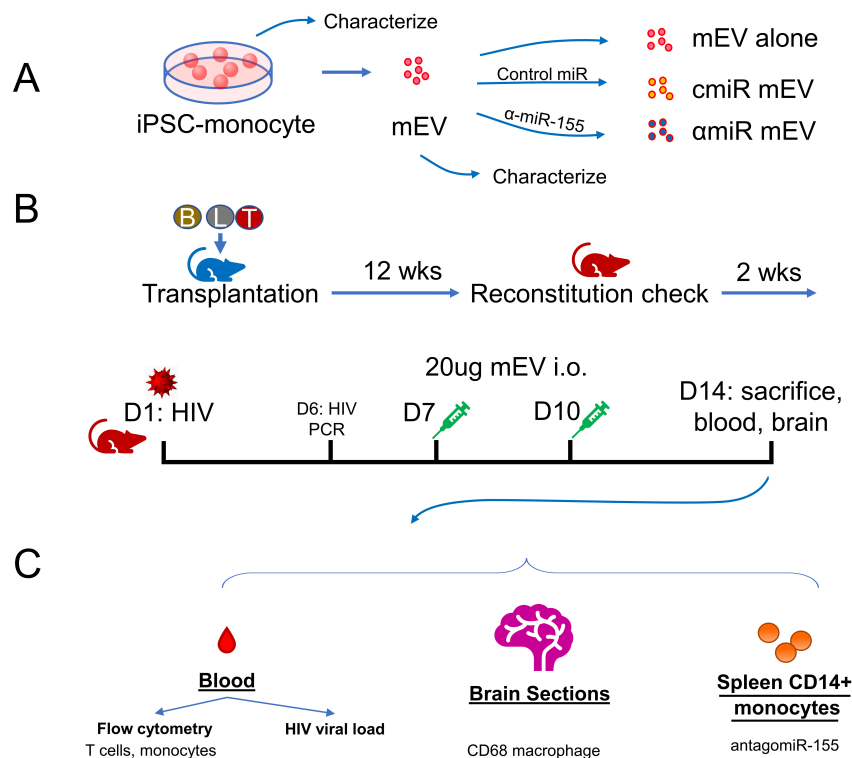 A
Characterize
iPSC-monocyte
mEV
Control miR
α-miR-155
mEV alone
cmiR mEV
αmiR mEV
Characterize
B
B L T
Transplantation
12 wks
Reconstitution check
2 wks
20ug mEV i.o.
D1: HIV
D6: HIV
PCR
D7
D10
D14: sacrifice,
blood, brain
C
Blood
Flow cytometry
T cells, monocytes
HIV viral load
Brain Sections
CD68 macrophage
Spleen CD14+
monocytes
antagomiR-155